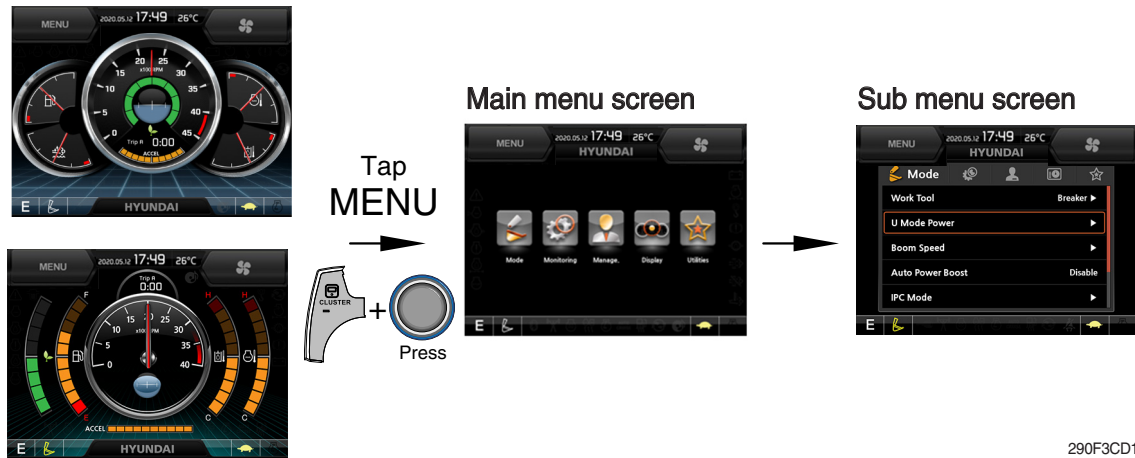 MENU
2020.05.12 17:49 26°C
20 25
15 x100RPM 30
10 35
5 40
0 45
Trip A 0:00
ACCEL
E
HYUNDAI
MENU
2020.05.12 17:49 26°C
Trip A
0:00
F H H
15 20 25
10 x100RPM 30
5 35
0 40
E C C
ACCEL
E
HYUNDAI
Tap
MENU
CLUSTER
+
Press
Main menu screen
MENU
2020.05.12 17:49 26°C
HYUNDAI
Mode Monitoring Manage. Display Utilities
E
Sub menu screen
MENU
2020.05.12 17:49 26°C
HYUNDAI
Mode
Work Tool Breaker ▶
U Mode Power ▶
Boom Speed ▶
Auto Power Boost Disable
IPC Mode ▶
E
290F3CD1